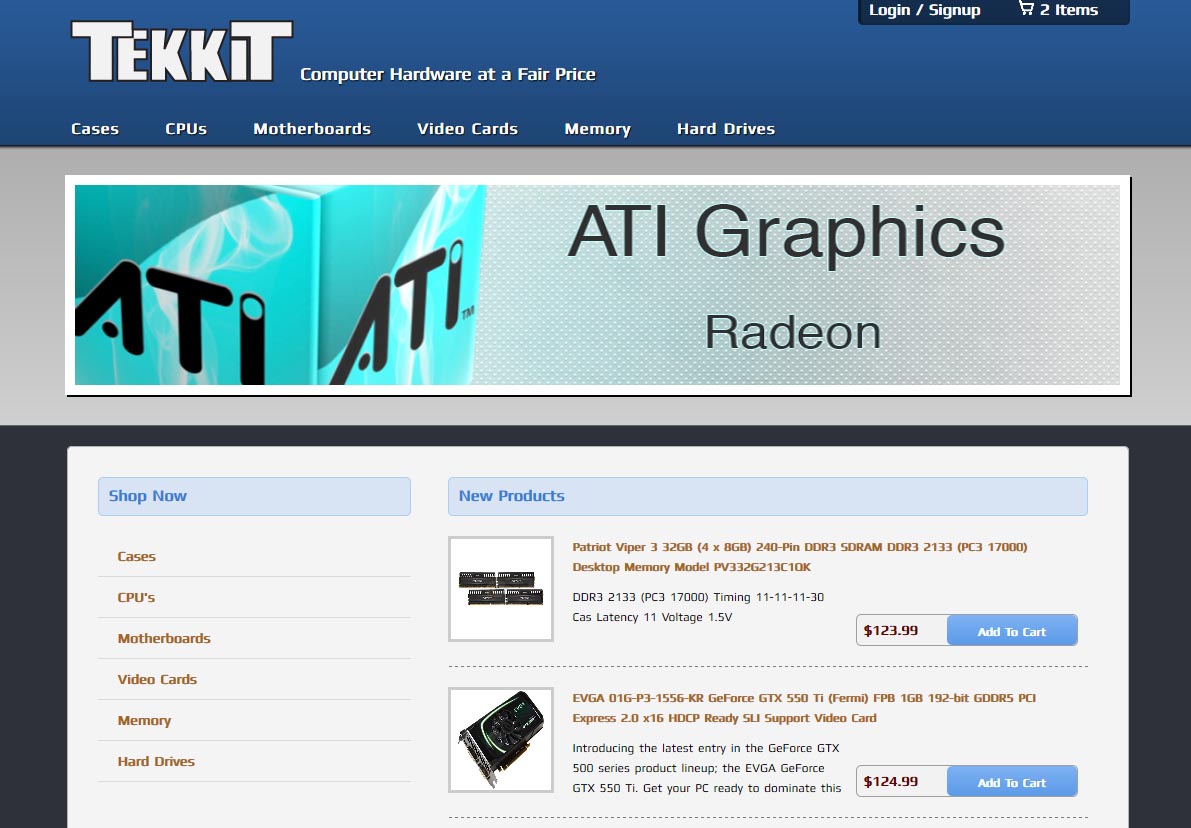 Login / Signup 2 Items
TEKKiT
Computer Hardware at a Fair Price
Cases CPUs Motherboards Video Cards Memory Hard Drives
ATi ATi TM
ATI Graphics
Radeon
Shop Now
Cases
CPU's
Motherboards
Video Cards
Memory
Hard Drives
New Products
Patriot Viper 3 32GB (4 x 8GB) 240-Pin DDR3 SDRAM DDR3 2133 (PC3 17000)
Desktop Memory Model PV332G213C1QK
DDR3 2133 (PC3 17000) Timing 11-11-11-30
Cas Latency 11 Voltage 1.5V
$123.99 Add To Cart
EVGA 01G-P3-1556-KR GeForce GTX 550 Ti (Fermi) FPB 1GB 192-bit GDDR5 PCI
Express 2.0 x16 HDCP Ready SLI Support Video Card
Introducing the latest entry in the GeForce GTX
500 series product lineup; the EVGA GeForce
GTX 550 Ti. Get your PC ready to dominate this
$124.99 Add To Cart